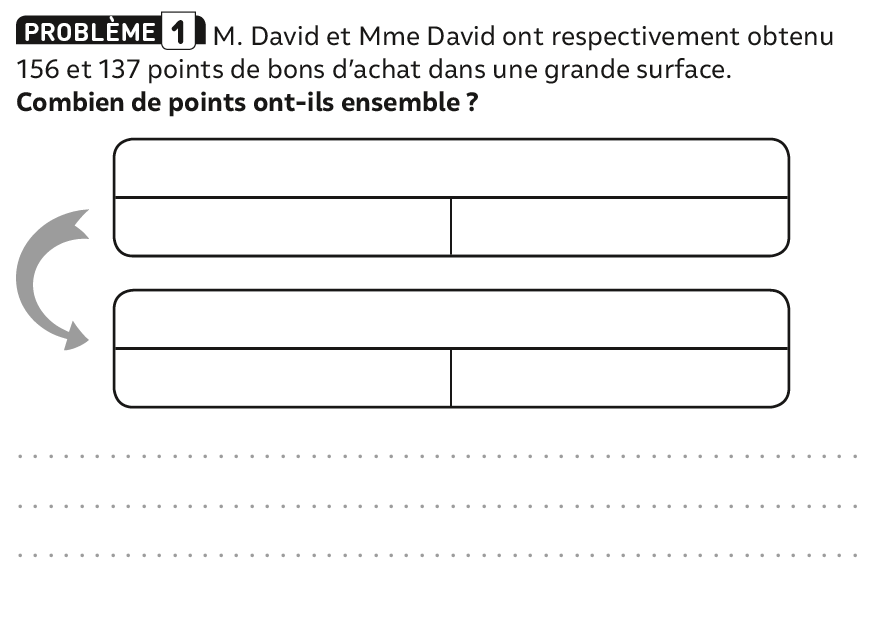 PROBLÈME 1 M. David et Mme David ont respectivement obtenu
156 et 137 points de bons d’achat dans une grande surface.
Combien de points ont-ils ensemble ?